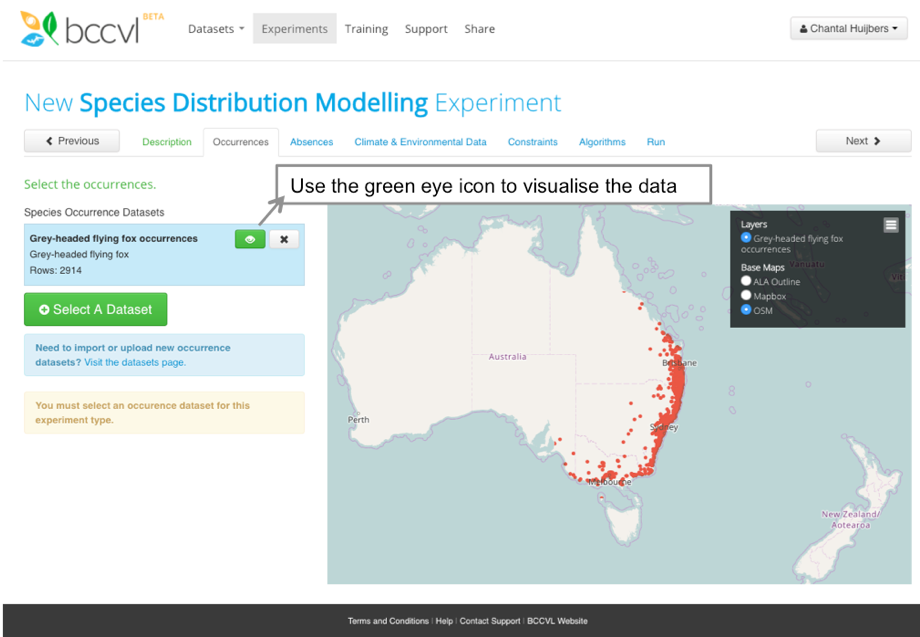 bccvl BETA
Datasets Experiments Training Support Share
Chantal Huijbers
New Species Distribution Modelling Experiment
Previous Description Occurrences Absences Climate & Environmental Data Constraints Algorithms Run Next
Select the occurrences.
Use the green eye icon to visualise the data
Species Occurrence Datasets
Grey-headed flying fox occurrences
Grey-headed flying fox
Rows: 2914
Select A Dataset
Need to import or upload new occurrence
datasets? Visit the datasets page.
You must select an occurence dataset for this
experiment type.
Layers
Grey-headed flying fox
occurrences
Base Maps
ALA Outline
Mapbox
OSM
Vanuatu
Australia
Brisbane
Perth
Sydney
Melbourne
New Zealand/
Aotearoa
Terms and Conditions | Help | Contact Support | BCCVL Website